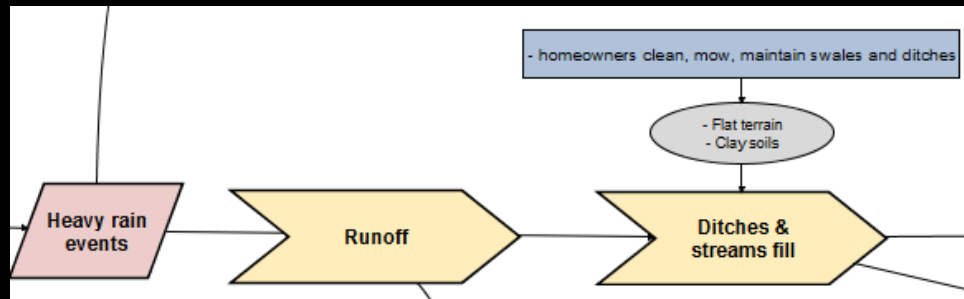 - homeowners clean, mow, maintain swales and ditches
- Flat terrain
- Clay soils
Heavy rain
events
Runoff
Ditches &
streams fill